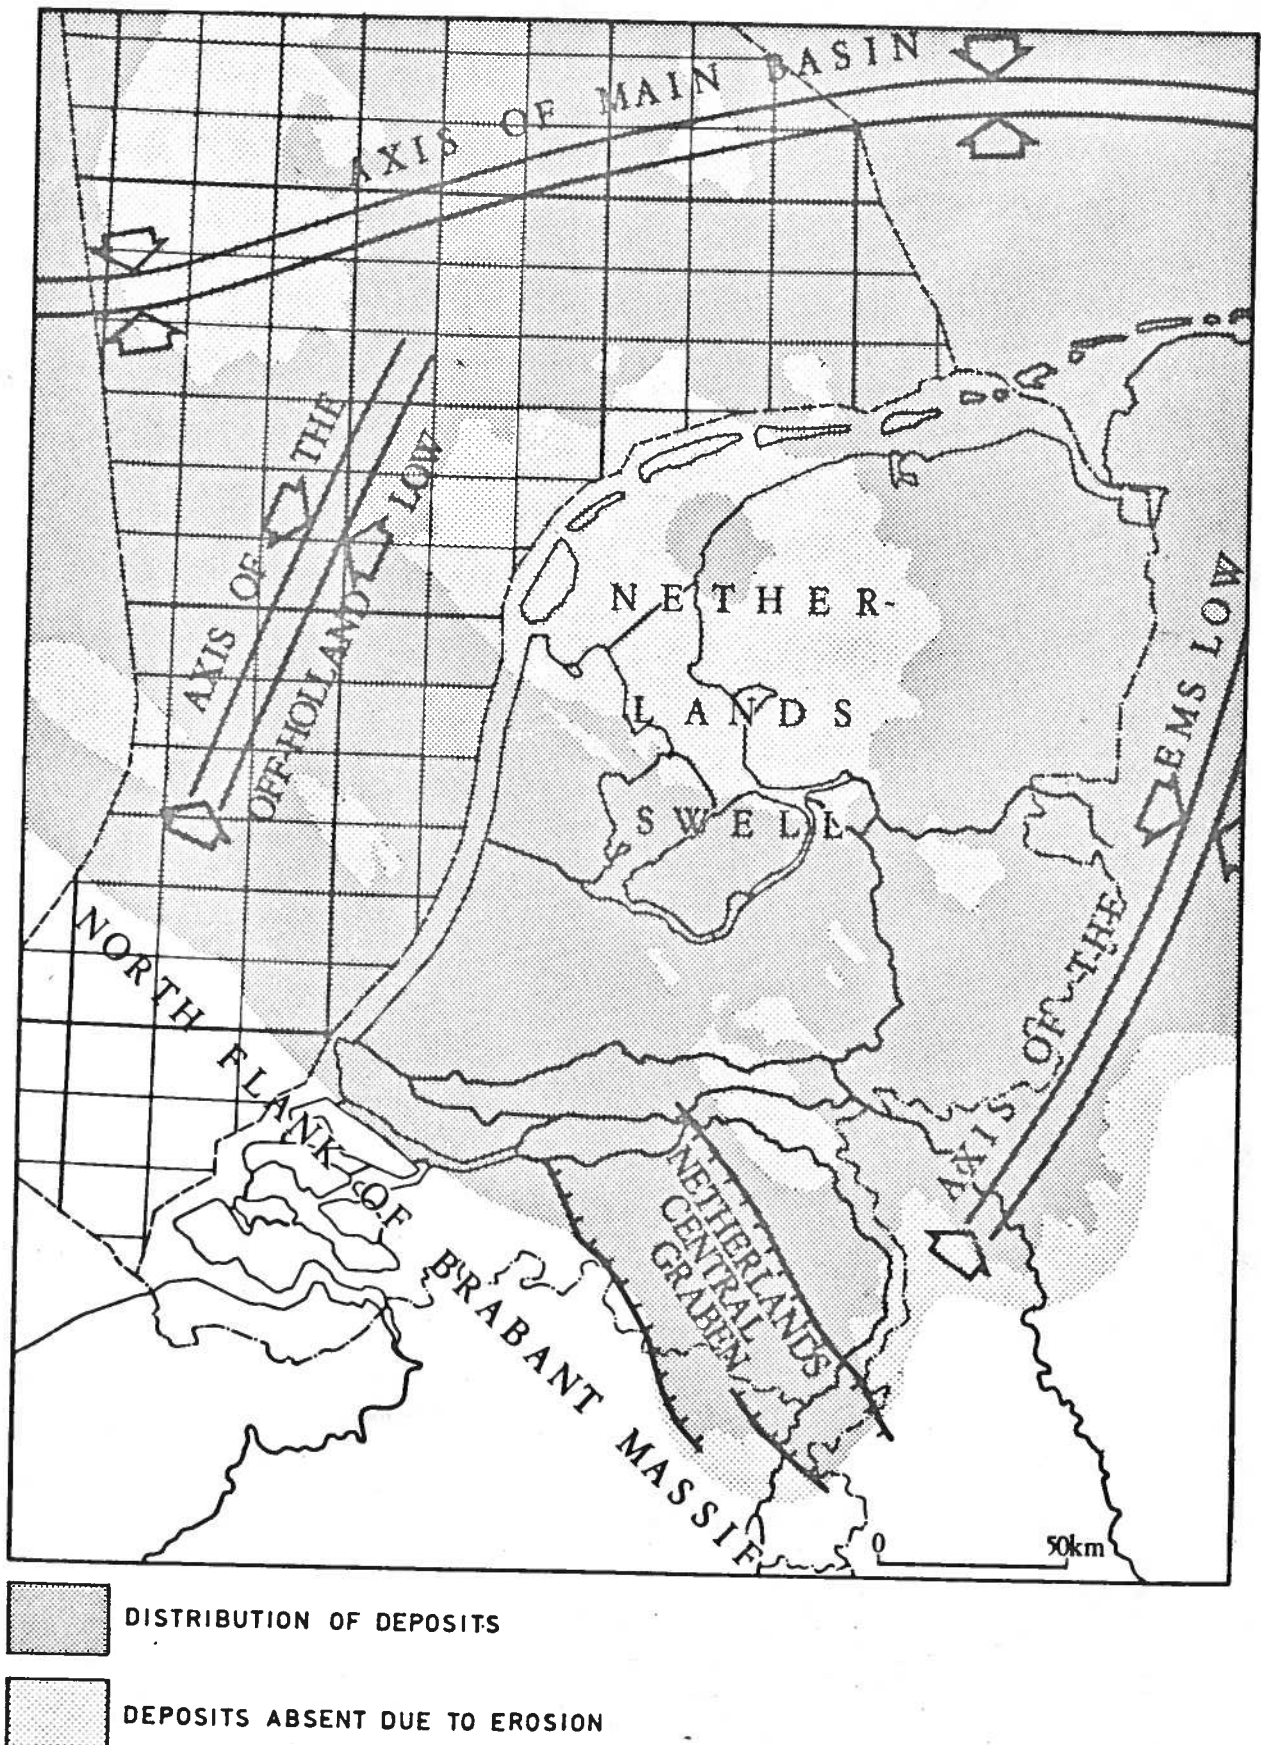 AXIS OF MAIN BASIN
AXIS OF THE
OFF-HOLLAND LOW
NETHER-
LANDS
SWELL
AXIS OF THE EMS LOW
NORTH FLANK OF BRABANT MASSIF
NETHERLANDS
CENTRAL
GRABEN
0 50km
DISTRIBUTION OF DEPOSITS
DEPOSITS ABSENT DUE TO EROSION